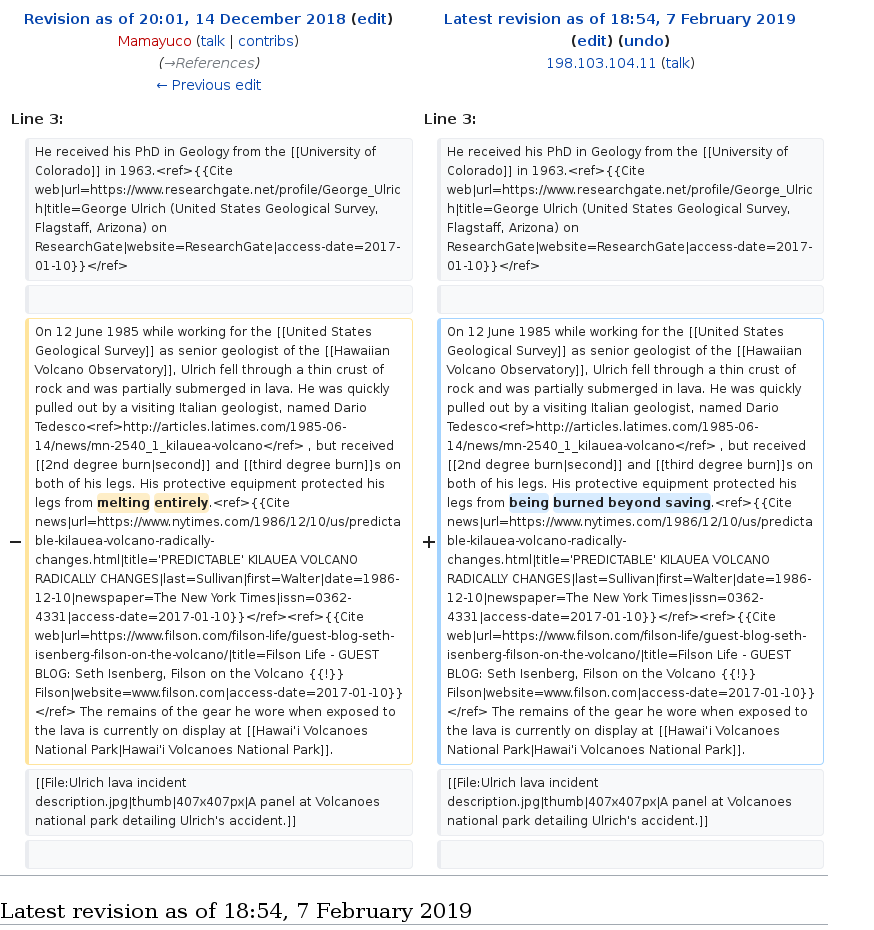 Revision as of 20:01, 14 December 2018 (edit)
Mamayuco (talk | contribs)
(→References)
← Previous edit
Latest revision as of 18:54, 7 February 2019
(edit) (undo)
198.103.104.11 (talk)
Line 3:
Line 3:
He received his PhD in Geology from the [[University of
Colorado]] in 1963.<ref>{{Cite
web|url=https://www.researchgate.net/profile/George_Ulric
h|title=George Ulrich (United States Geological Survey,
Flagstaff, Arizona) on
ResearchGate|website=ResearchGate|access-date=2017-
01-10}}</ref>
He received his PhD in Geology from the [[University of
Colorado]] in 1963.<ref>{{Cite
web|url=https://www.researchgate.net/profile/George_Ulric
h|title=George Ulrich (United States Geological Survey,
Flagstaff, Arizona) on
ResearchGate|website=ResearchGate|access-date=2017-
01-10}}</ref>
−
On 12 June 1985 while working for the [[United States
Geological Survey]] as senior geologist of the [[Hawaiian
Volcano Observatory]], Ulrich fell through a thin crust of
rock and was partially submerged in lava. He was quickly
pulled out by a visiting Italian geologist, named Dario
Tedesco<ref>http://articles.latimes.com/1985-06-
14/news/mn-2540_1_kilauea-volcano</ref> , but received
[[2nd degree burn|second]] and [[third degree burn]]s on
both of his legs. His protective equipment protected his
legs from melting entirely.<ref>{{Cite
news|url=https://www.nytimes.com/1986/12/10/us/predicta
ble-kilauea-volcano-radically-
changes.html|title='PREDICTABLE' KILAUEA VOLCANO
RADICALLY CHANGES|last=Sullivan|first=Walter|date=1986-
12-10|newspaper=The New York Times|issn=0362-
4331|access-date=2017-01-10}}</ref><ref>{{Cite
web|url=https://www.filson.com/filson-life/guest-blog-seth-
isenberg-filson-on-the-volcano/|title=Filson Life - GUEST
BLOG: Seth Isenberg, Filson on the Volcano {{!}}
Filson|website=www.filson.com|access-date=2017-01-10}}
</ref> The remains of the gear he wore when exposed to
the lava is currently on display at [[Hawai'i Volcanoes
National Park|Hawai'i Volcanoes National Park]].
+
On 12 June 1985 while working for the [[United States
Geological Survey]] as senior geologist of the [[Hawaiian
Volcano Observatory]], Ulrich fell through a thin crust of
rock and was partially submerged in lava. He was quickly
pulled out by a visiting Italian geologist, named Dario
Tedesco<ref>http://articles.latimes.com/1985-06-
14/news/mn-2540_1_kilauea-volcano</ref> , but received
[[2nd degree burn|second]] and [[third degree burn]]s on
both of his legs. His protective equipment protected his
legs from being burned beyond saving.<ref>{{Cite
news|url=https://www.nytimes.com/1986/12/10/us/predicta
ble-kilauea-volcano-radically-
changes.html|title='PREDICTABLE' KILAUEA VOLCANO
RADICALLY CHANGES|last=Sullivan|first=Walter|date=1986-
12-10|newspaper=The New York Times|issn=0362-
4331|access-date=2017-01-10}}</ref><ref>{{Cite
web|url=https://www.filson.com/filson-life/guest-blog-seth-
isenberg-filson-on-the-volcano/|title=Filson Life - GUEST
BLOG: Seth Isenberg, Filson on the Volcano {{!}}
Filson|website=www.filson.com|access-date=2017-01-10}}
</ref> The remains of the gear he wore when exposed to
the lava is currently on display at [[Hawai'i Volcanoes
National Park|Hawai'i Volcanoes National Park]].
[[File:Ulrich lava incident
description.jpg|thumb|407x407px|A panel at Volcanoes
national park detailing Ulrich's accident.]]
[[File:Ulrich lava incident
description.jpg|thumb|407x407px|A panel at Volcanoes
national park detailing Ulrich's accident.]]
Latest revision as of 18:54, 7 February 2019